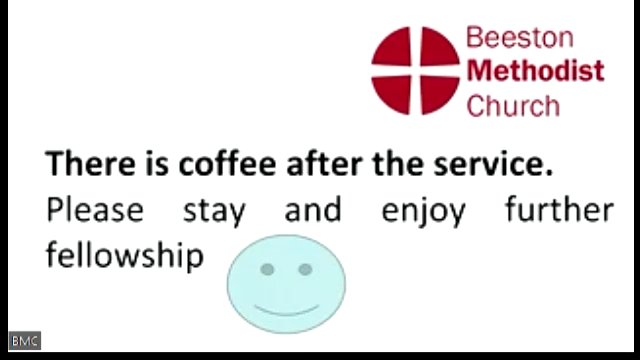 Beeston
Methodist
Church
There is coffee after the service.
Please stay and enjoy further
fellowship
BMC